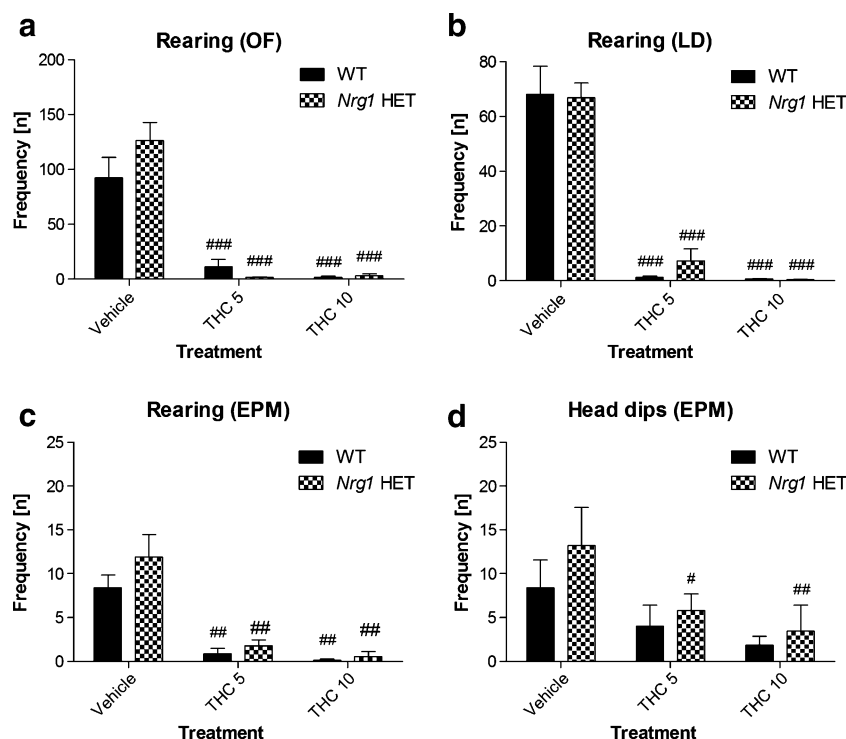 a
Rearing (OF)
200
150
100
50
0
Frequency [n]
WT
Nrg1 HET
###
###
###
###
Vehicle
THC 5
THC 10
Treatment
b
Rearing (LD)
80
60
40
20
0
Frequency [n]
WT
Nrg1 HET
###
###
###
###
Vehicle
THC 5
THC 10
Treatment
c
Rearing (EPM)
25
20
15
10
5
0
Frequency [n]
WT
Nrg1 HET
##
##
##
##
Vehicle
THC 5
THC 10
Treatment
d
Head dips (EPM)
25
20
15
10
5
0
Frequency [n]
WT
Nrg1 HET
#
##
Vehicle
THC 5
THC 10
Treatment